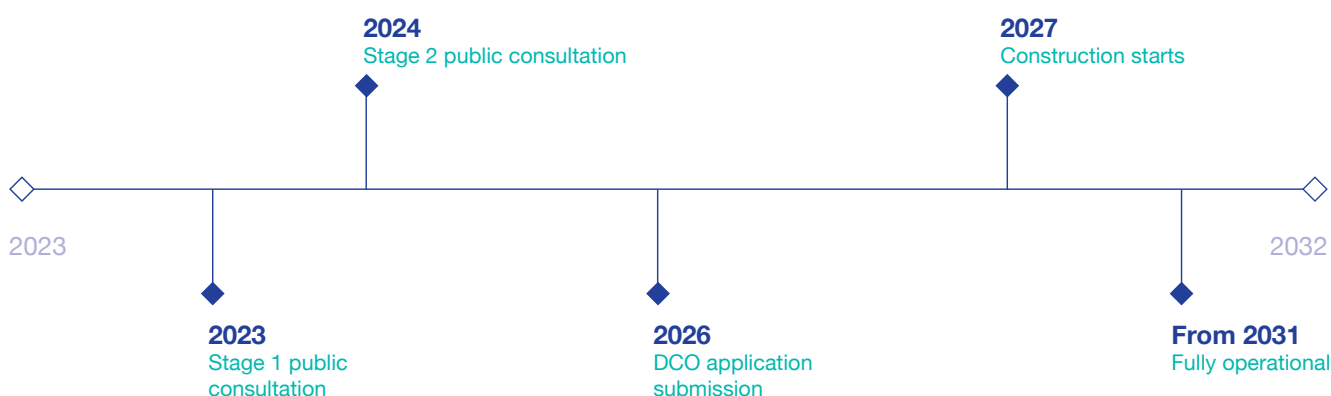 2024
Stage 2 public consultation
2027
Construction starts
2023
2032
2023
Stage 1 public
consultation
2026
DCO application
submission
From 2031
Fully operational